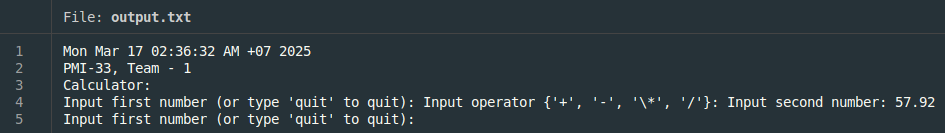 File: output.txt
1 Mon Mar 17 02:36:32 AM +07 2025
2 PMI-33, Team - 1
3 Calculator:
4 Input first number (or type 'quit' to quit): Input operator {'+', '-', '\*', '/'}: Input second number: 57.92
5 Input first number (or type 'quit' to quit):